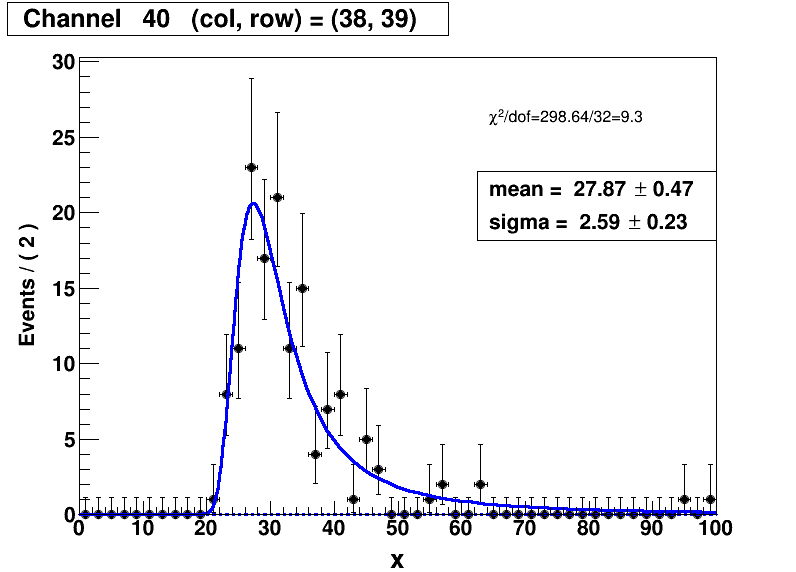 Channel 40 (col, row) = (38, 39)
χ²/dof=298.64/32=9.3
mean = 27.87 ± 0.47
sigma = 2.59 ± 0.23
Events / ( 2 )
30
25
20
15
10
5
0
0 10 20 30 40 50 60 70 80 90 100
x